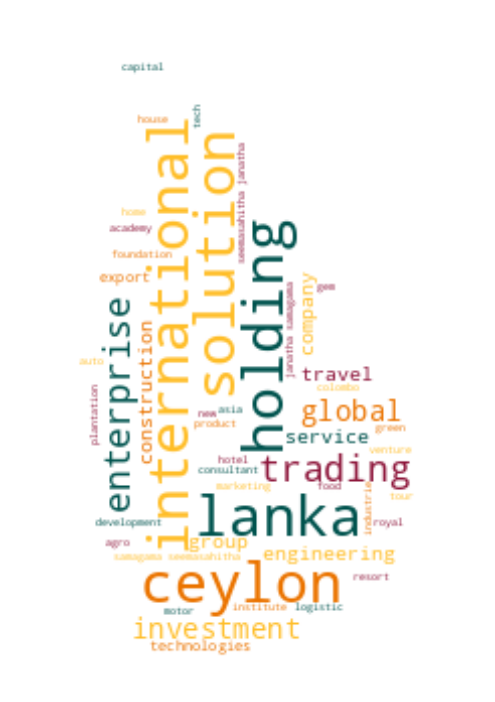 capital
tech
house
international
solution
seemasahitha janatha
home
academy
holding
foundation
export
company
gem
janatha samagama
enterprise
construction
auto
travel
colombo
plantation
new
asia
global
product
green
service
venture
hotel
consultant
trading
marketing
food
industrie
tour
lanka
development
royal
agro
group
samagama seemasahitha
engineering
ceylon
resort
motor
institute
logistic
investment
technologies